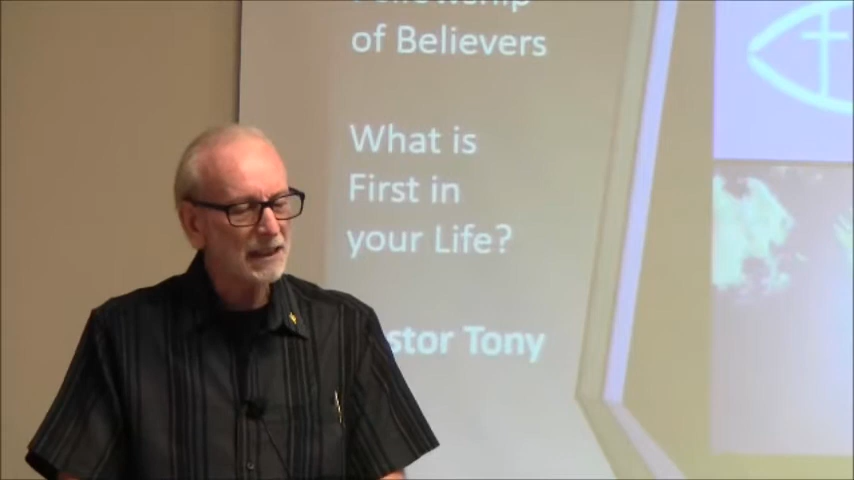 of Believers
What is
First in
your Life?
stor Tony